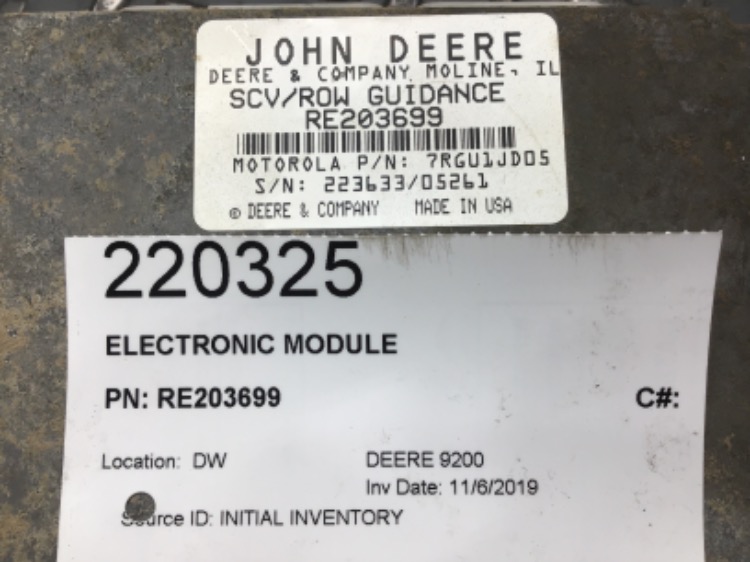 JOHN DEERE
DEERE & COMPANY MOLINE, IL
SCV/ROW GUIDANCE
RE203699
MOTOROLA P/N: 7RGU1JD05
S/N: 223633/05261
© DEERE & COMPANY MADE IN USA
220325
ELECTRONIC MODULE
PN: RE203699 C#:
Location: DW DEERE 9200
Inv Date: 11/6/2019
Source ID: INITIAL INVENTORY